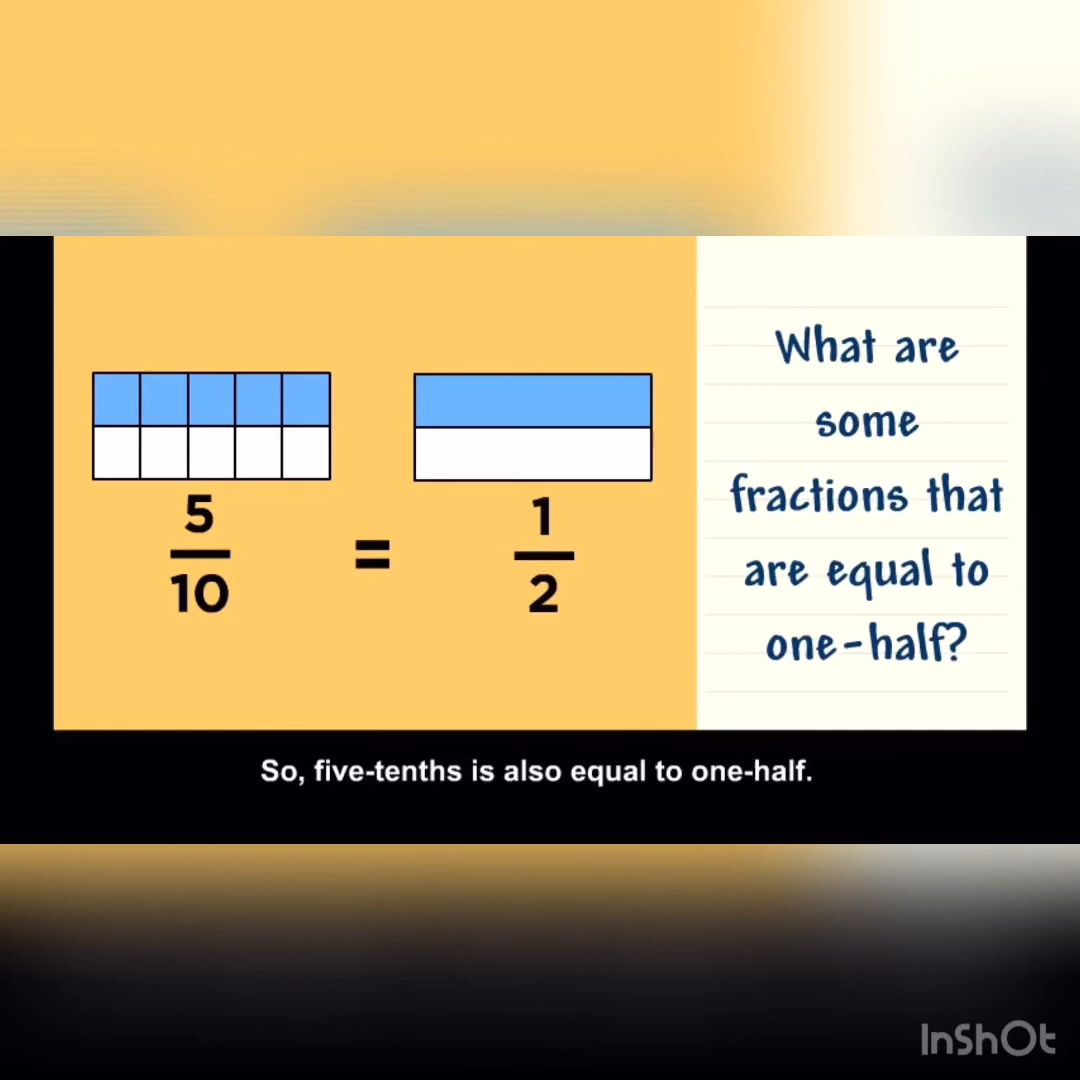 What are
some
fractions that
are equal to
one-half?
5
10
=
1
2
So, five-tenths is also equal to one-half.
InShOt